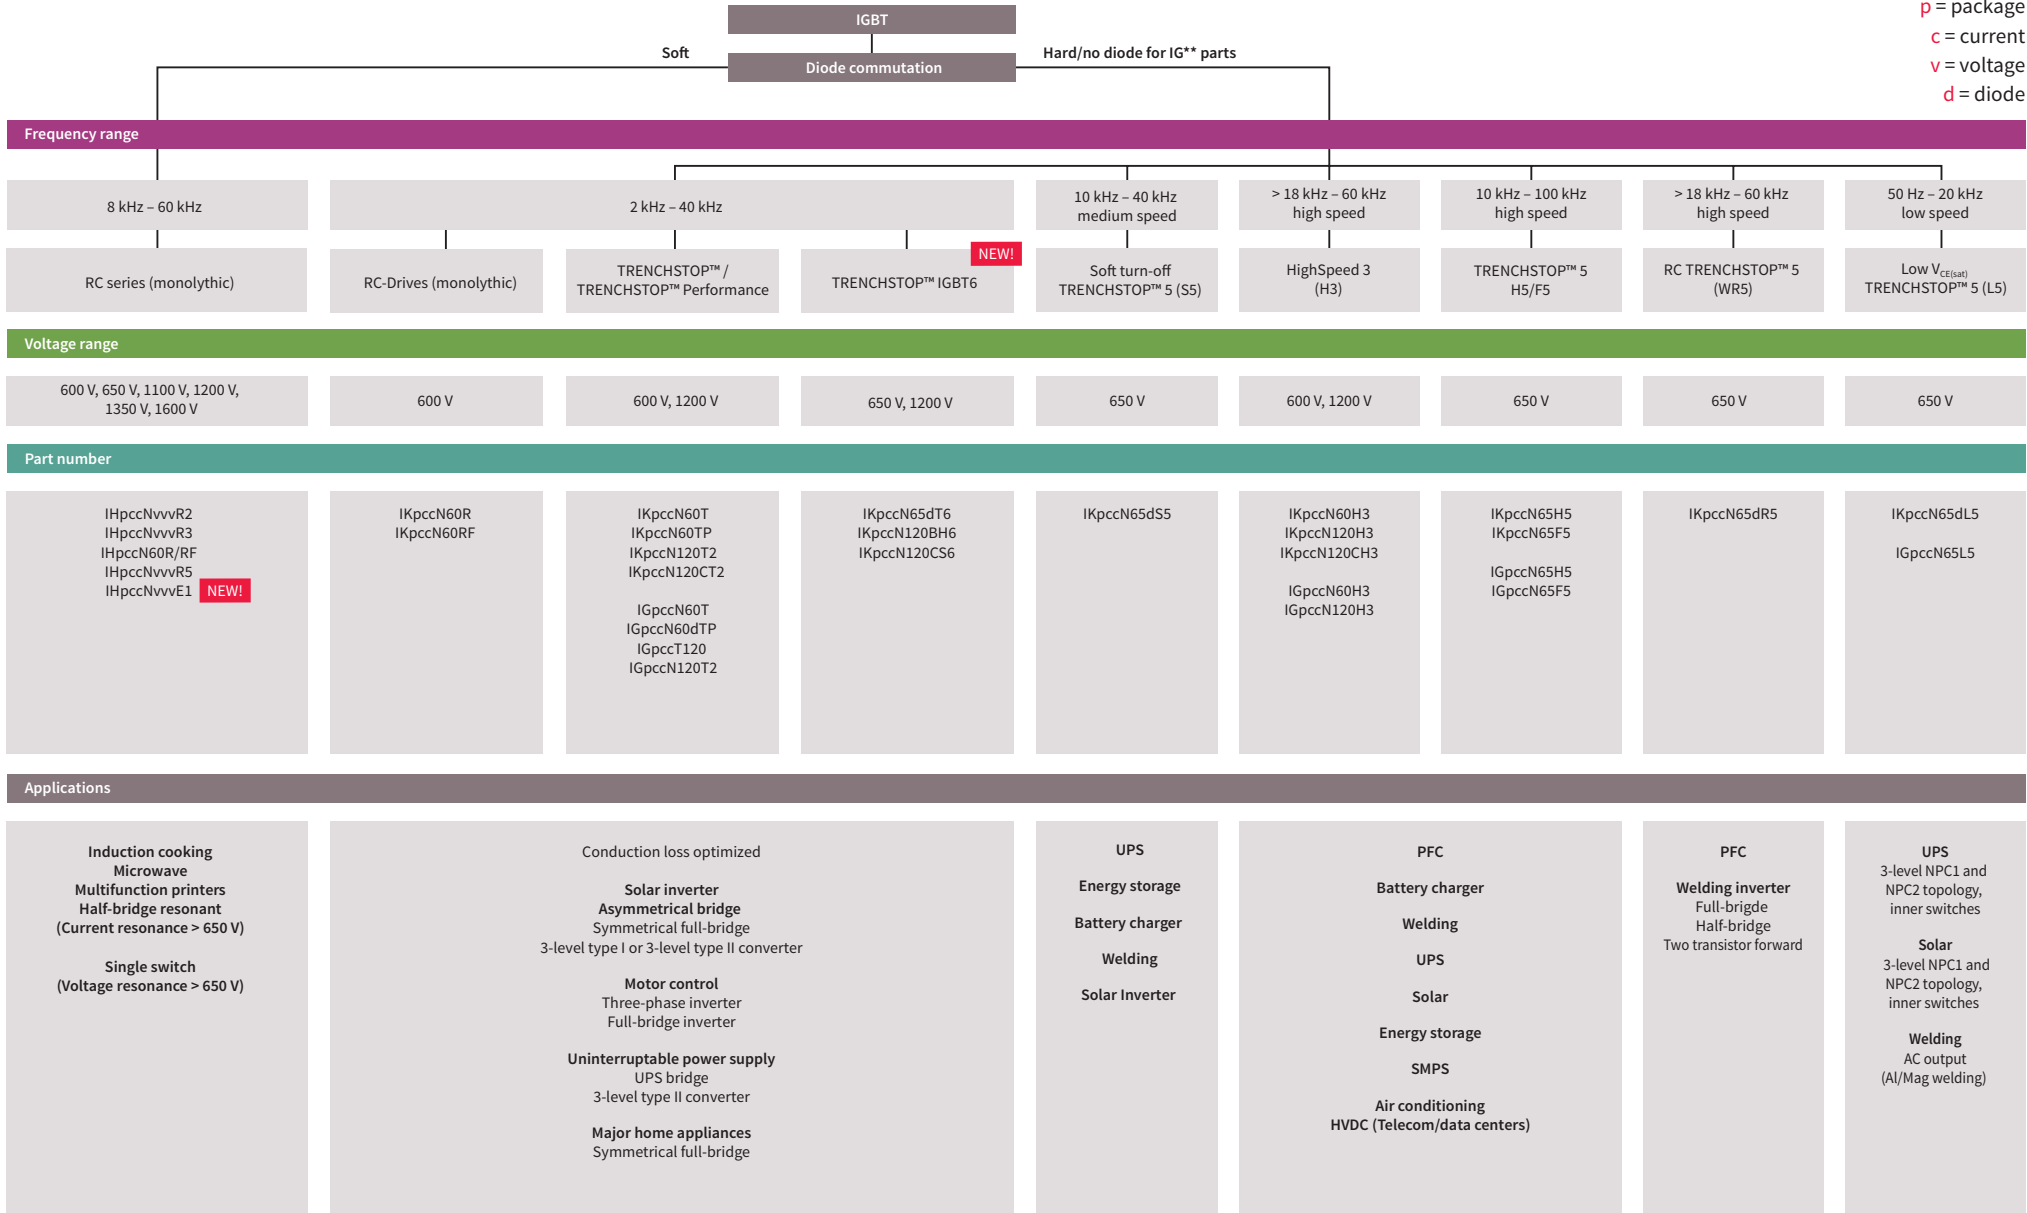 IGBT
Soft
Diode commutation
Hard/no diode for IG** parts
p = package
c = current
v = voltage
d = diode
Frequency range
8 kHz – 60 kHz
2 kHz – 40 kHz
10 kHz – 40 kHz
medium speed
> 18 kHz – 60 kHz
high speed
10 kHz – 100 kHz
high speed
> 18 kHz – 60 kHz
high speed
50 Hz – 20 kHz
low speed
RC series (monolythic)
RC-Drives (monolythic)
TRENCHSTOP™ /
TRENCHSTOP™ Performance
NEW!
TRENCHSTOP™ IGBT6
Soft turn-off
TRENCHSTOP™ 5 (S5)
HighSpeed 3
(H3)
TRENCHSTOP™ 5
H5/F5
RC TRENCHSTOP™ 5
(WR5)
Low VCE(sat)
TRENCHSTOP™ 5 (L5)
Voltage range
600 V, 650 V, 1100 V, 1200 V,
1350 V, 1600 V
600 V
600 V, 1200 V
650 V, 1200 V
650 V
600 V, 1200 V
650 V
650 V
650 V
Part number
IHpccNvvvR2
IHpccNvvvR3
IHpccN60R/RF
IHpccNvvvR5
IHpccNvvvE1 NEW!
IKpccN60R
IKpccN60RF
IKpccN60T
IKpccN60TP
IKpccN120T2
IKpccN120CT2
IGpccN60T
IGpccN60dTP
IGpccT120
IGpccN120T2
IKpccN65dT6
IKpccN120BH6
IKpccN120CS6
IKpccN65dS5
IKpccN60H3
IKpccN120H3
IKpccN120CH3
IGpccN60H3
IGpccN120H3
IKpccN65H5
IKpccN65F5
IGpccN65H5
IGpccN65F5
IKpccN65dR5
IKpccN65dL5
IGpccN65L5
Applications
Induction cooking
Microwave
Multifunction printers
Half-bridge resonant
(Current resonance > 650 V)
Single switch
(Voltage resonance > 650 V)
Conduction loss optimized
Solar inverter
Asymmetrical bridge
Symmetrical full-bridge
3-level type I or 3-level type II converter
Motor control
Three-phase inverter
Full-bridge inverter
Uninterruptable power supply
UPS bridge
3-level type II converter
Major home appliances
Symmetrical full-bridge
UPS
Energy storage
Battery charger
Welding
Solar Inverter
PFC
Battery charger
Welding
UPS
Solar
Energy storage
SMPS
Air conditioning
HVDC (Telecom/data centers)
PFC
Welding inverter
Full-brigde
Half-bridge
Two transistor forward
UPS
3-level NPC1 and
NPC2 topology,
inner switches
Solar
3-level NPC1 and
NPC2 topology,
inner switches
Welding
AC output
(Al/Mag welding)